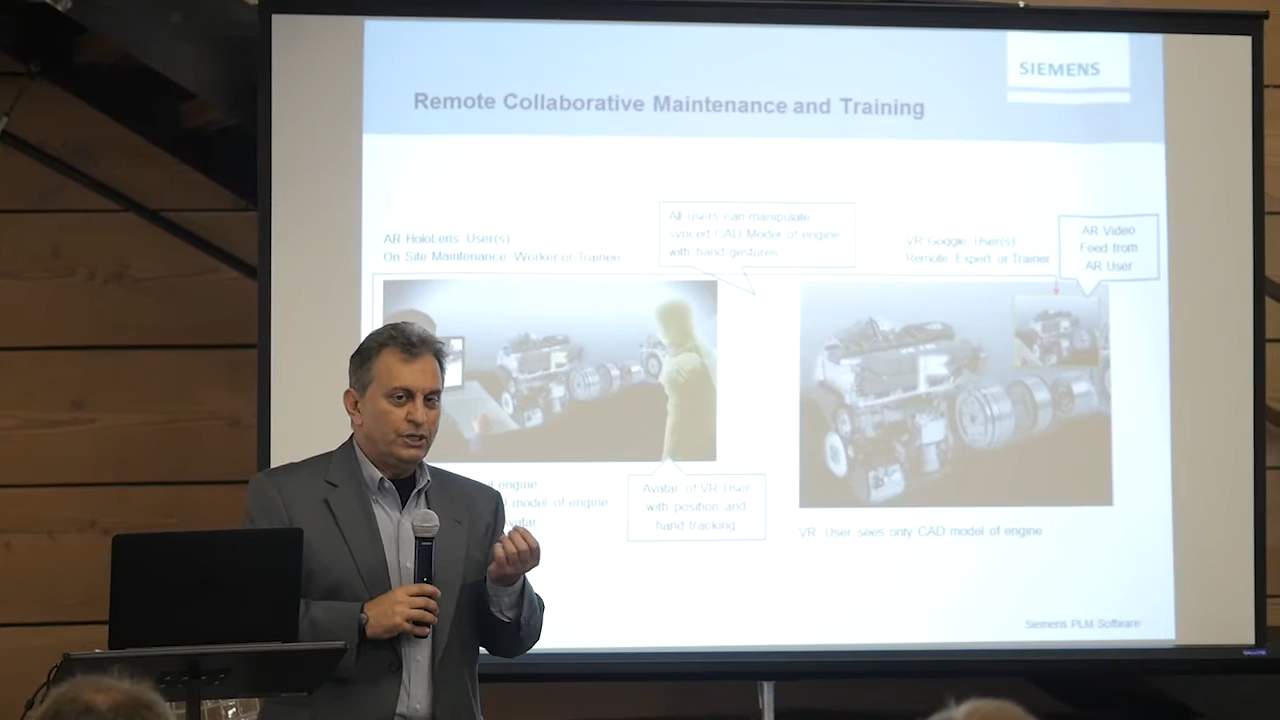 SIEMENS
Remote Collaborative Maintenance and Training
All users can manipulate
synced CAD Model of engine
with hand gestures
AR HoloLens User(s)
On Site Maintenance Worker or Trainee
VR Goggle User(s)
Remote Expert or Trainer
AR Video
Feed from
AR User
engine
model of engine
Avatar
Avatar of VR User
with position and
hand tracking
VR User sees only CAD model of engine
Siemens PLM Software